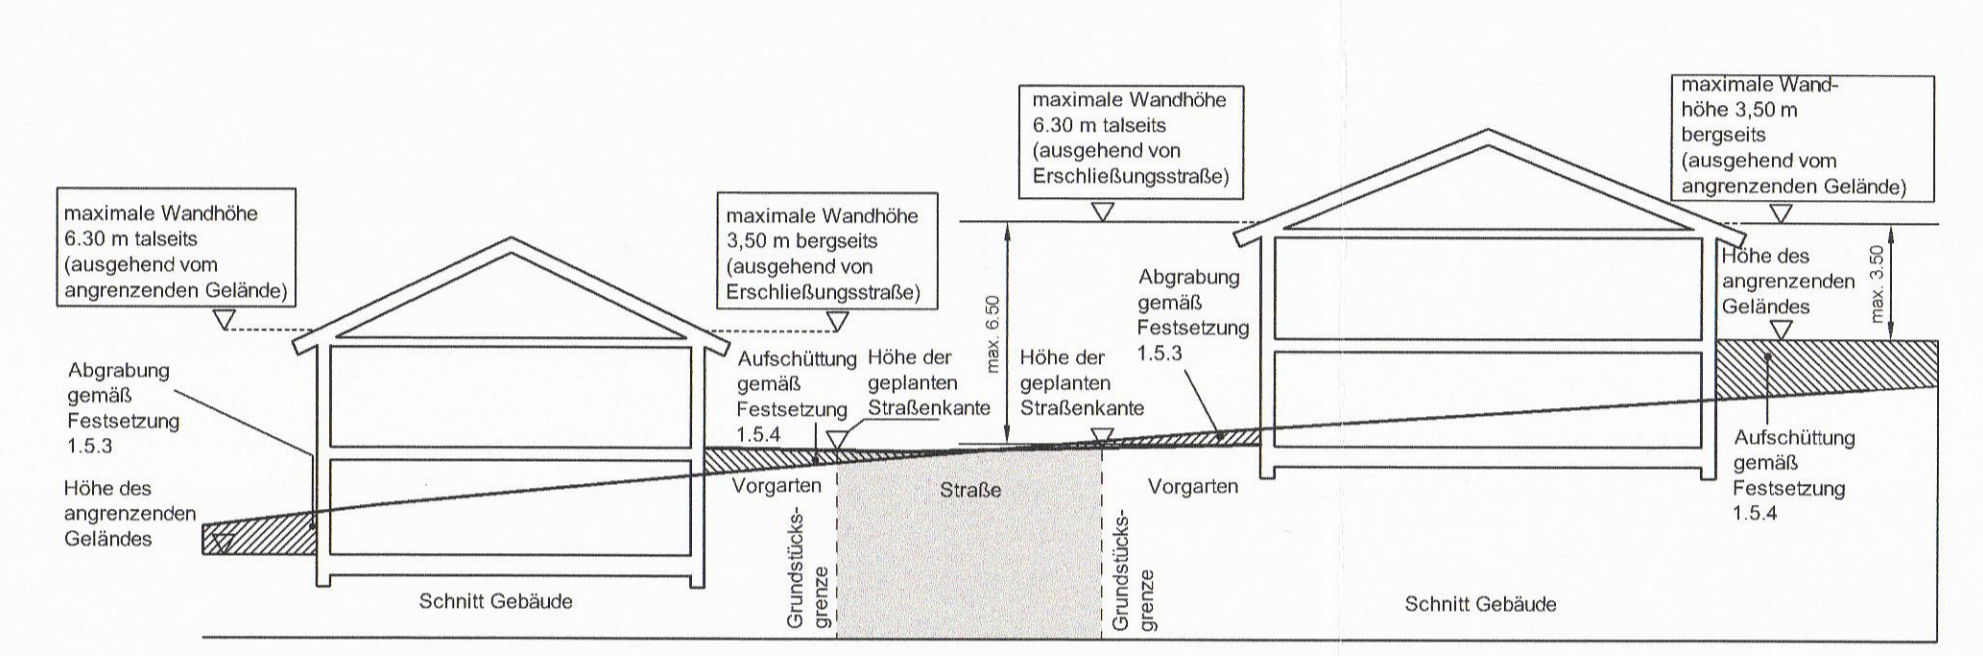 maximale Wandhöhe
6.30 m talseits
(ausgehend vom
angrenzenden Gelände)
Abgrabung
gemäß
Festsetzung
1.5.3
Höhe des
angrenzenden
Geländes
Schnitt Gebäude
maximale Wandhöhe
3,50 m bergseits
(ausgehend von
Erschließungsstraße)
Aufschüttung
gemäß
Festsetzung
1.5.4
Höhe der
geplanten
Straßenkante
Vorgarten
Grundstücks-
grenze
Straße
maximale Wandhöhe
6.30 m talseits
(ausgehend von
Erschließungsstraße)
max. 6.50
Höhe der
geplanten
Straßenkante
Abgrabung
gemäß
Festsetzung
1.5.3
Vorgarten
Grundstücks-
grenze
maximale Wand-
höhe 3,50 m
bergseits
(ausgehend vom
angrenzenden Gelände)
Höhe des
angrenzenden
Geländes
max. 3.50
Aufschüttung
gemäß
Festsetzung
1.5.4
Schnitt Gebäude